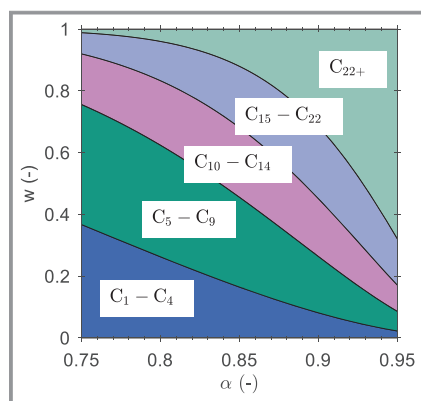 1
0.8
0.6
0.4
0.2
0
w (-)
C₂₂₊
C₁₅ − C₂₂
C₁₀ − C₁₄
C₅ − C₉
C₁ − C₄
0.75 0.8 0.85 0.9 0.95
α (-)